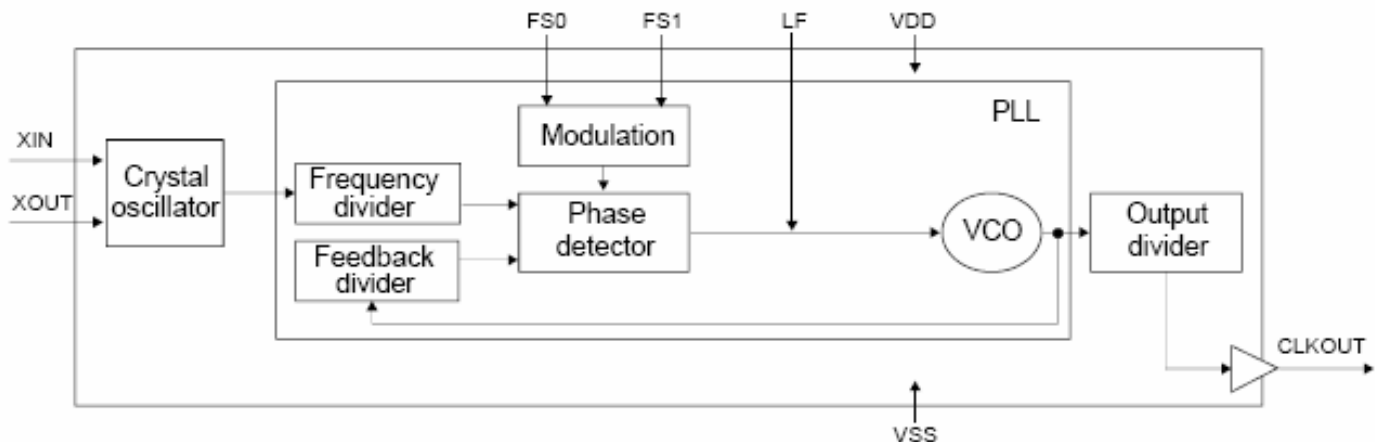 FS0
FS1
LF
VDD
PLL
Modulation
XIN
XOUT
Crystal
oscillator
Frequency
divider
Phase
detector
Feedback
divider
VCO
Output
divider
CLKOUT
VSS